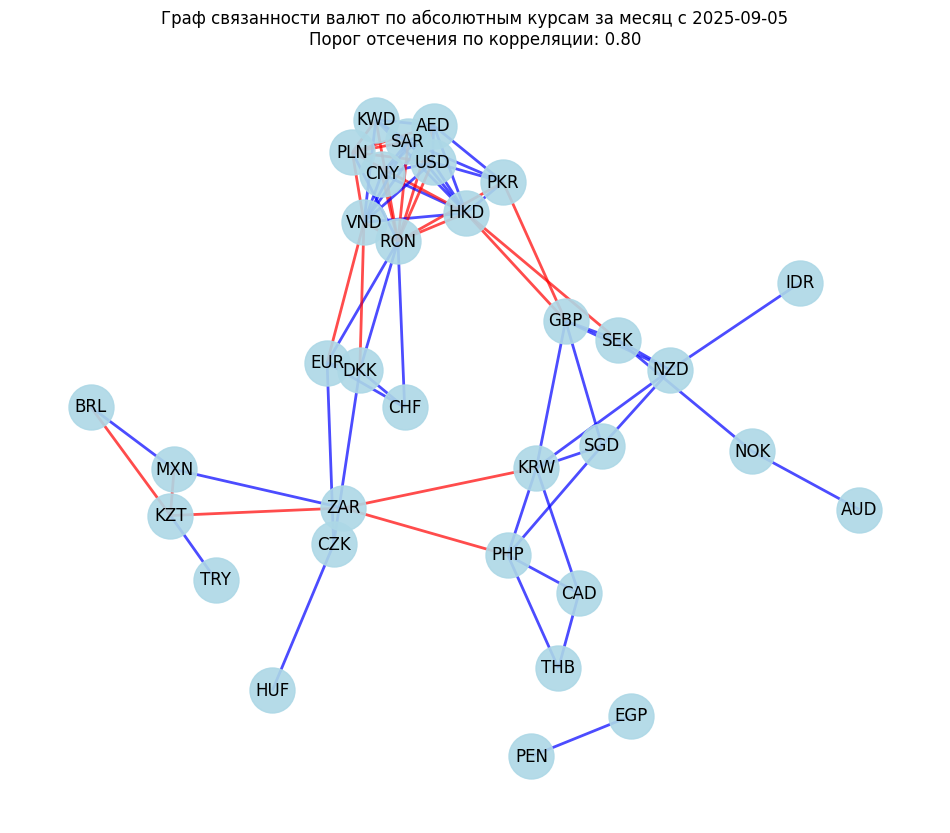 Граф связанности валют по абсолютным курсам за месяц с 2025-09-05
Порог отсечения по корреляции: 0.80
KWD
AED
SAR
PLN
USD
CNY
PKR
HKD
VND
RON
IDR
GBP
SEK
EUR
DKK
NZD
BRL
CHF
SGD
NOK
MXN
KRW
ZAR
AUD
KZT
CZK
PHP
TRY
CAD
THB
HUF
EGP
PEN